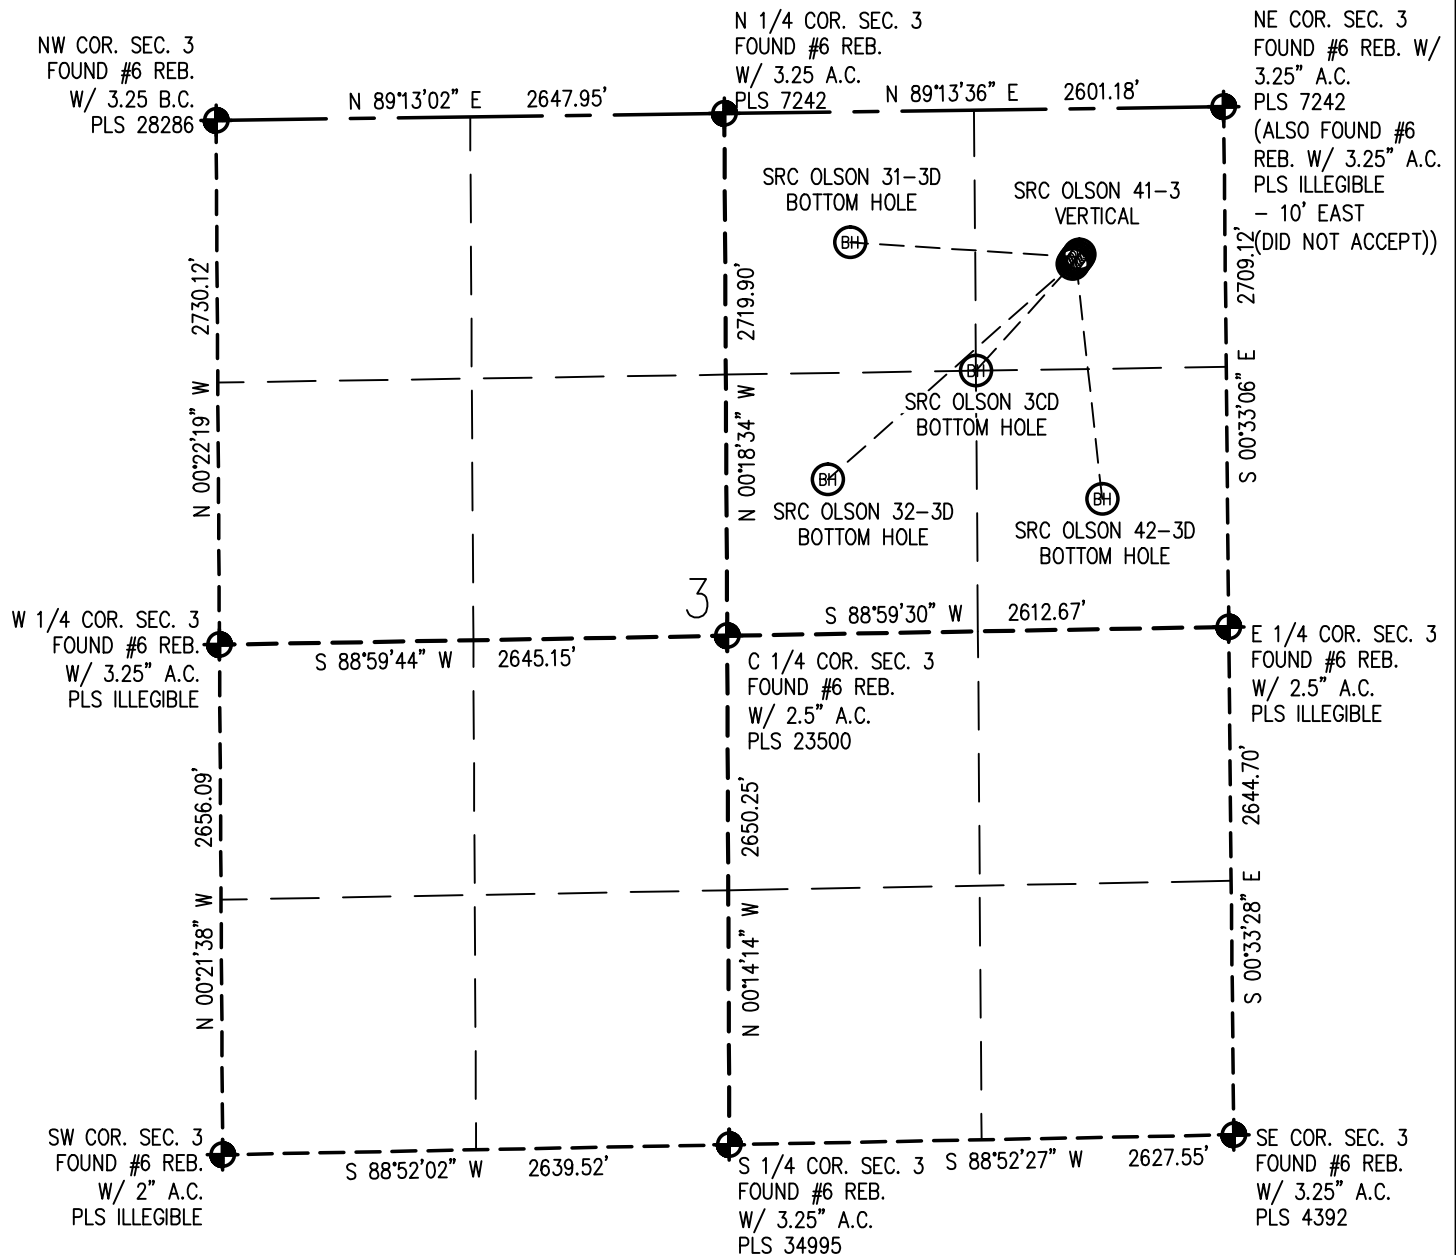 NW COR. SEC. 3
FOUND #6 REB.
W/ 3.25 B.C.
PLS 28286
N 89°13'02" E 2647.95'
N 1/4 COR. SEC. 3
FOUND #6 REB.
W/ 3.25 A.C.
PLS 7242
N 89°13'36" E 2601.18'
NE COR. SEC. 3
FOUND #6 REB. W/
3.25" A.C.
PLS 7242
(ALSO FOUND #6
REB. W/ 3.25" A.C.
PLS ILLEGIBLE
- 10' EAST
(DID NOT ACCEPT))
SRC OLSON 31-3D
BOTTOM HOLE
BH
SRC OLSON 41-3
VERTICAL
N 00°22'19" W 2730.12'
N 00°18'34" W 2719.90'
S 00°33'06" E 2709.12'
BH
SRC OLSON 3CD
BOTTOM HOLE
BH
SRC OLSON 32-3D
BOTTOM HOLE
BH
SRC OLSON 42-3D
BOTTOM HOLE
3
W 1/4 COR. SEC. 3
FOUND #6 REB.
W/ 3.25" A.C.
PLS ILLEGIBLE
S 88°59'44" W 2645.15'
S 88°59'30" W 2612.67'
C 1/4 COR. SEC. 3
FOUND #6 REB.
W/ 2.5" A.C.
PLS 23500
E 1/4 COR. SEC. 3
FOUND #6 REB.
W/ 2.5" A.C.
PLS ILLEGIBLE
N 00°21'38" W 2656.09'
N 00°14'14" W 2650.25'
S 00°33'28" E 2644.70'
SW COR. SEC. 3
FOUND #6 REB.
W/ 2" A.C.
PLS ILLEGIBLE
S 88°52'02" W 2639.52'
S 1/4 COR. SEC. 3
FOUND #6 REB.
W/ 3.25" A.C.
PLS 34995
S 88°52'27" W 2627.55'
SE COR. SEC. 3
FOUND #6 REB.
W/ 3.25" A.C.
PLS 4392